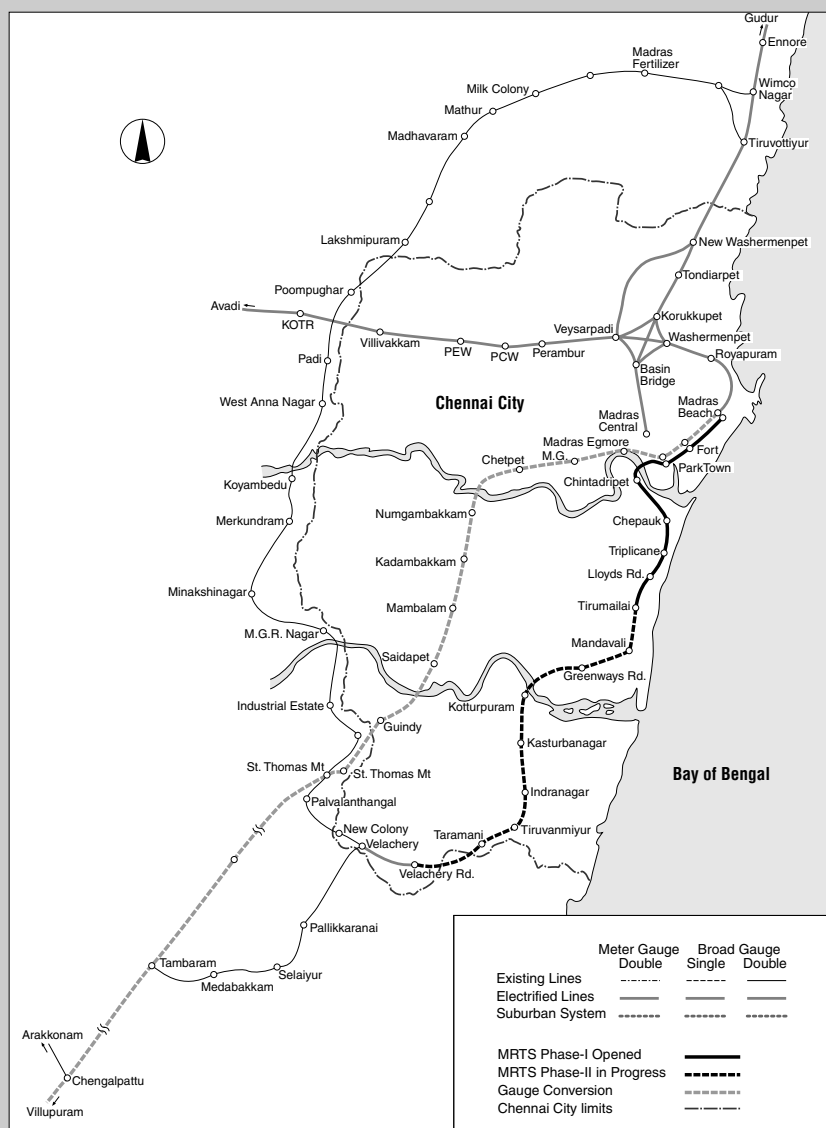 Gudur
Ennore
Madras
Fertilizer
Wimco
Nagar
Milk Colony
Mathur
Madhavaram
Tiruvottiyur
Lakshmipuram
New Washermenpet
Tondiarpet
Poompughar
Avadi
KOTR
Korukkupet
Veysarpadi
Washermenpet
Villivakkam
PEW
PCW
Perambur
Royapuram
Padi
Basin
Bridge
West Anna Nagar
Chennai City
Madras
Beach
Madras
Central
Madras Egmore
M.G.
Fort
Chetpet
ParkTown
Koyambedu
Chintadripet
Numgambakkam
Merkundram
Chepauk
Kadambakkam
Triplicane
Lloyds Rd.
Minakshinagar
Mambalam
Tirumailai
M.G.R. Nagar
Mandavali
Saidapet
Greenways Rd.
Industrial Estate
Kotturpuram
Guindy
Kasturbanagar
St. Thomas Mt
St. Thomas Mt
Bay of Bengal
Palvalanthangal
Indranagar
New Colony
Velachery
Taramani
Tiruvanmiyur
Velachery Rd.
Pallikkaranai
Tambaram
Selaiyur
Medabakkam
Arakkonam
Chengalpattu
Villupuram
Meter Gauge Broad Gauge
Double Single Double
Existing Lines
Electrified Lines
Suburban System
MRTS Phase-I Opened
MRTS Phase-II in Progress
Gauge Conversion
Chennai City limits